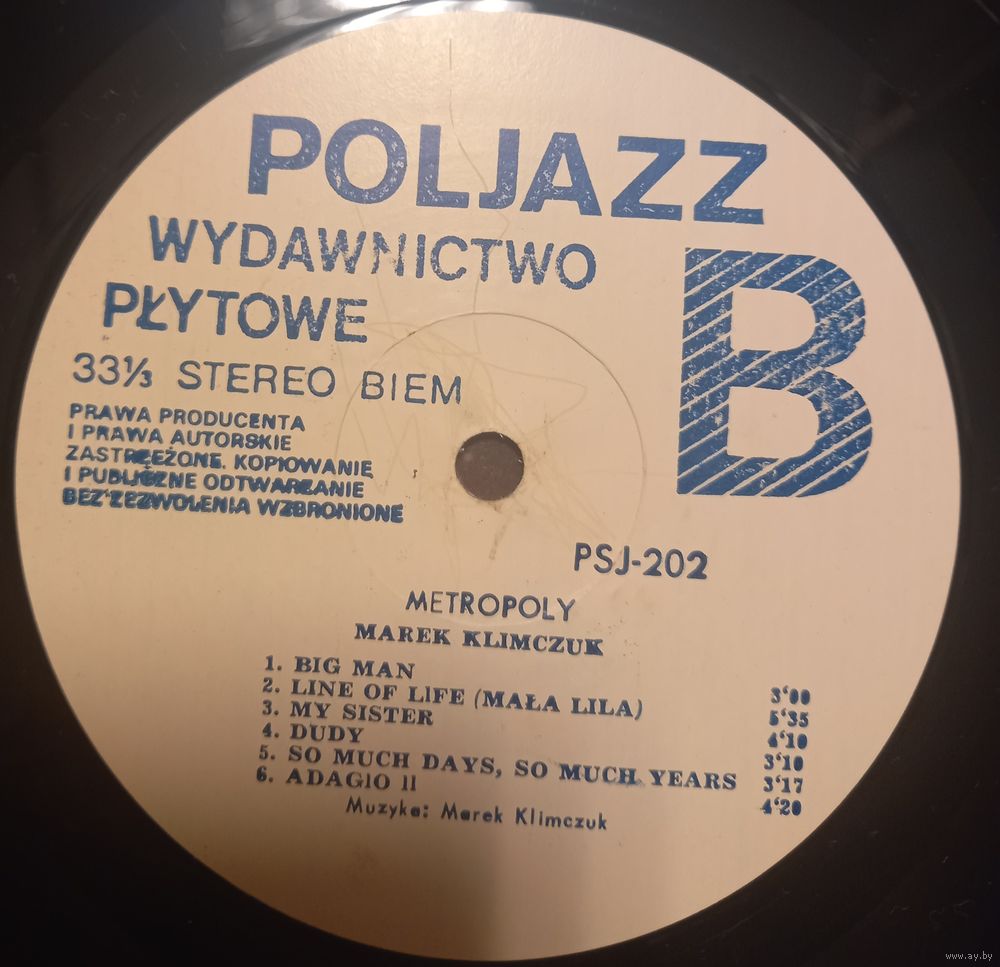 POLJAZZ
WYDAWNICTWO
PŁYTOWE
B
33⅓ STEREO BIEM
PRAWA PRODUCENTA
I PRAWA AUTORSKIE
ZASTRZEŻONE. KOPIOWANIE
I PUBLICZNE ODTWARZANIE
BEZ ZEZWOLENIA WZBRONIONE
PSJ-202
METROPOLY
MAREK KLIMCZUK
1. BIG MAN 3‘00
2. LINE OF LIFE (MAŁA LILA) 5‘35
3. MY SISTER 4‘10
4. DUDY 3‘10
5. SO MUCH DAYS, SO MUCH YEARS 3‘17
6. ADAGIO II 4‘20
Muzyka: Marek Klimczuk
www.ay.by